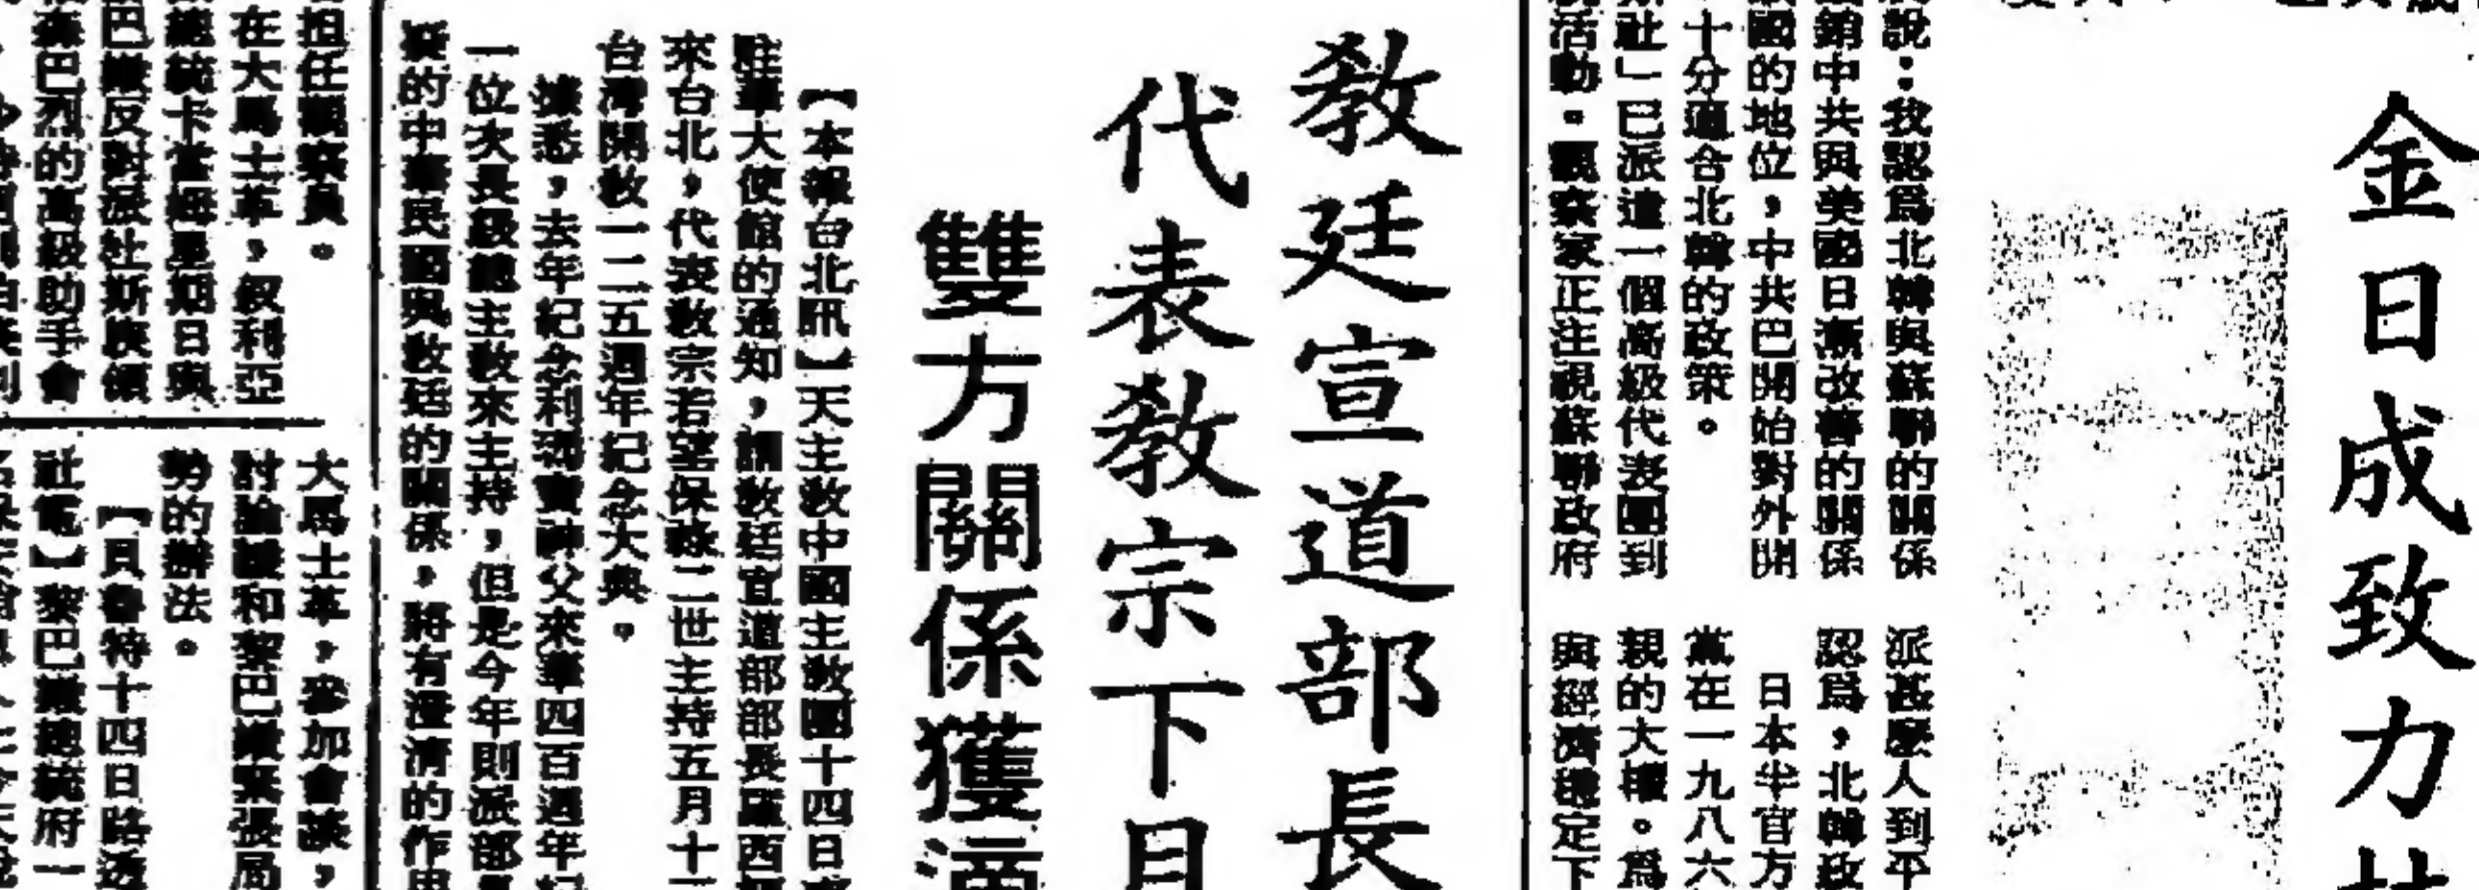 金日成致力
說：我認爲北韓與蘇聯的關係
銷中共與美國日漸改善的關係
國的地位，中共已開始對外開
十分適合北韓的政策。
社」已派遣一個高級代表團到
活動。觀察家正注視蘇聯政府
派甚麼人到平
認爲，北韓政
日本半官方
黨在一九八六
親的大權。爲
與經濟穩定下
教廷宣道部長
代表教宗下月
雙方關係獲
【本報台北訊】天主教中國主教團十四日
駐華大使館的通知，謂教廷宣道部部長羅西
來台北，代表教宗若望保祿二世主持五月十
台灣開教一二五週年紀念大典。
據悉，去年紀念利瑪竇神父來華四百週年
一位次長級總主教來主持，但是今年則派部
的中華民國與教廷的關係，將有澄清的作用
擔任觀察員。
在大馬士革，叙利亞
總統卡當超星期日與
巴嫩反對派社斯陝領
巴烈的高級助手會
大馬士革，參加會談，
討論緩和黎巴嫩緊張局
勢的辦法。
【貝魯特十四日路透
社電】黎巴嫩總統府一